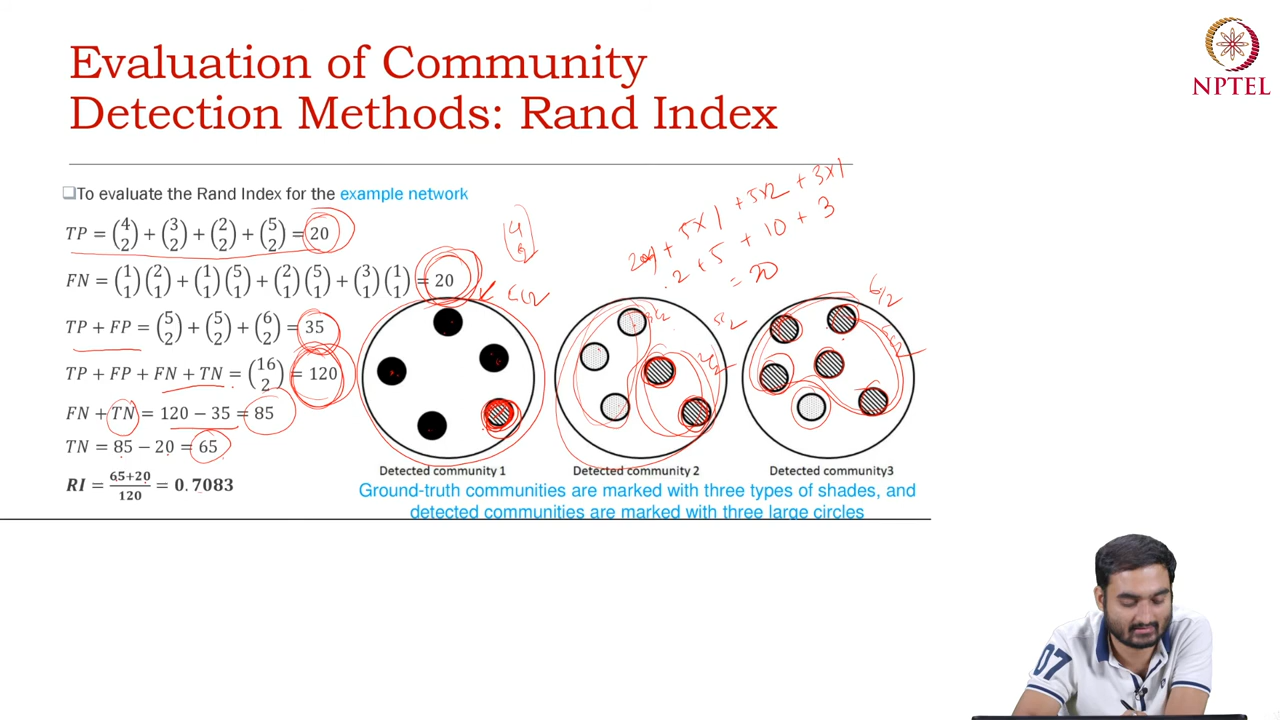 Evaluation of Community
Detection Methods: Rand Index
NPTEL
❑To evaluate the Rand Index for the example network
TP = (4 2) + (3 2) + (2 2) + (5 2) = 20
FN = (1 1)(2 1) + (1 1)(5 1) + (2 1)(5 1) + (3 1)(1 1) = 20
TP + FP = (5 2) + (5 2) + (6 2) = 35
TP + FP + FN + TN = (16 2) = 120
FN + TN = 120 − 35 = 85
TN = 85 − 20 = 65
RI = 65+20 / 120 = 0.7083
+ 5×1 + 5×2 + 3×1
2 + 5 + 10 + 3
= 20
(4 2)
Detected community 1
Detected community 2
Detected community3
Ground-truth communities are marked with three types of shades, and
detected communities are marked with three large circles
07